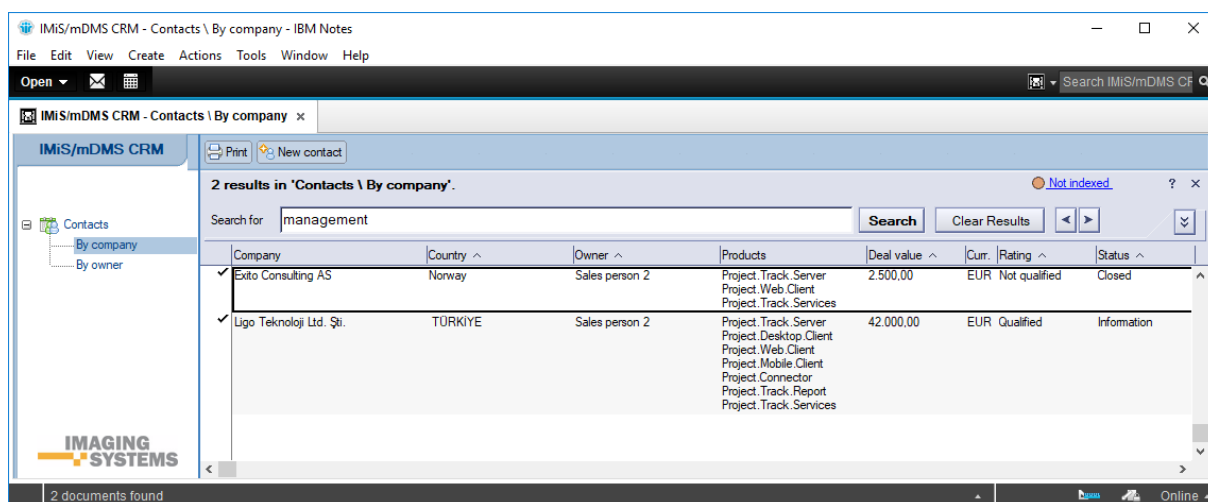 IMiS/mDMS CRM - Contacts \ By company - IBM Notes
File Edit View Create Actions Tools Window Help
Open Search IMiS/mDMS CF
IMiS/mDMS CRM - Contacts \ By company x
IMiS/mDMS CRM
Print New contact
2 results in 'Contacts \ By company'. Not indexed ? ×
Search for management Search Clear Results
Contacts
By company
By owner
Company Country Owner Products Deal value Curr. Rating Status
Exito Consulting AS Norway Sales person 2 Project.Track.Server 2.500,00 EUR Not qualified Closed
Project.Web.Client
Project.Track.Services
Ligo Teknoloji Ltd. Şti. TÜRKİYE Sales person 2 Project.Track.Server 42.000,00 EUR Qualified Information
Project.Desktop.Client
Project.Web.Client
Project.Mobile.Client
Project.Connector
Project.Track.Report
Project.Track.Services
IMAGING
SYSTEMS
2 documents found Online